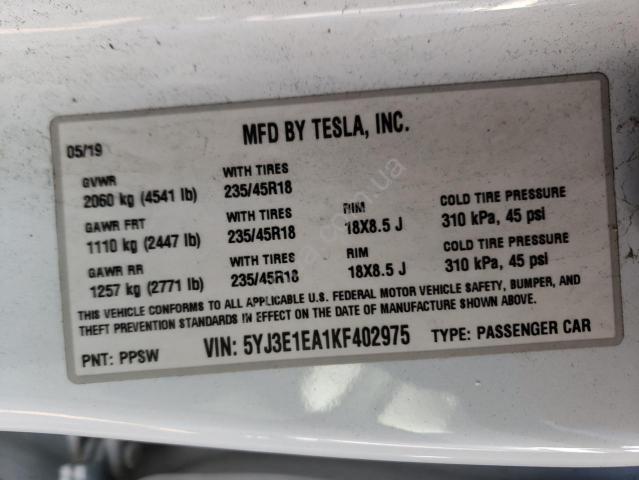 MFD BY TESLA, INC.
05/19
GVWR
2060 kg (4541 lb)
WITH TIRES
235/45R18
GAWR FRT
1110 kg (2447 lb)
WITH TIRES
235/45R18
RIM
18X8.5 J
COLD TIRE PRESSURE
310 kPa, 45 psi
GAWR RR
1257 kg (2771 lb)
WITH TIRES
235/45R18
RIM
18X8.5 J
COLD TIRE PRESSURE
310 kPa, 45 psi
THIS VEHICLE CONFORMS TO ALL APPLICABLE U.S. FEDERAL MOTOR VEHICLE SAFETY, BUMPER, AND
THEFT PREVENTION STANDARDS IN EFFECT ON THE DATE OF MANUFACTURE SHOWN ABOVE.
PNT: PPSW
VIN: 5YJ3E1EA1KF402975
TYPE: PASSENGER CAR